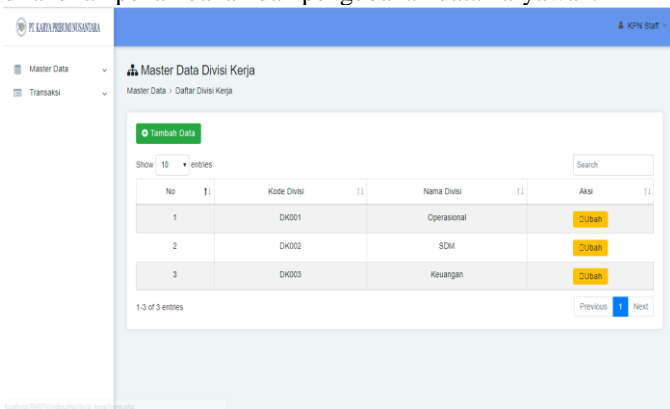 PT. KARYA PRIBUMI NUSANTARA
KPN Staff
Master Data
Transaksi
Master Data Divisi Kerja
Master Data > Daftar Divisi Kerja
Tambah Data
Show 10 entries
Search
No Kode Divisi Nama Divisi Aksi
1 DK001 Operasional Ubah
2 DK002 SDM Ubah
3 DK003 Keuangan Ubah
1-3 of 3 entries
Previous 1 Next